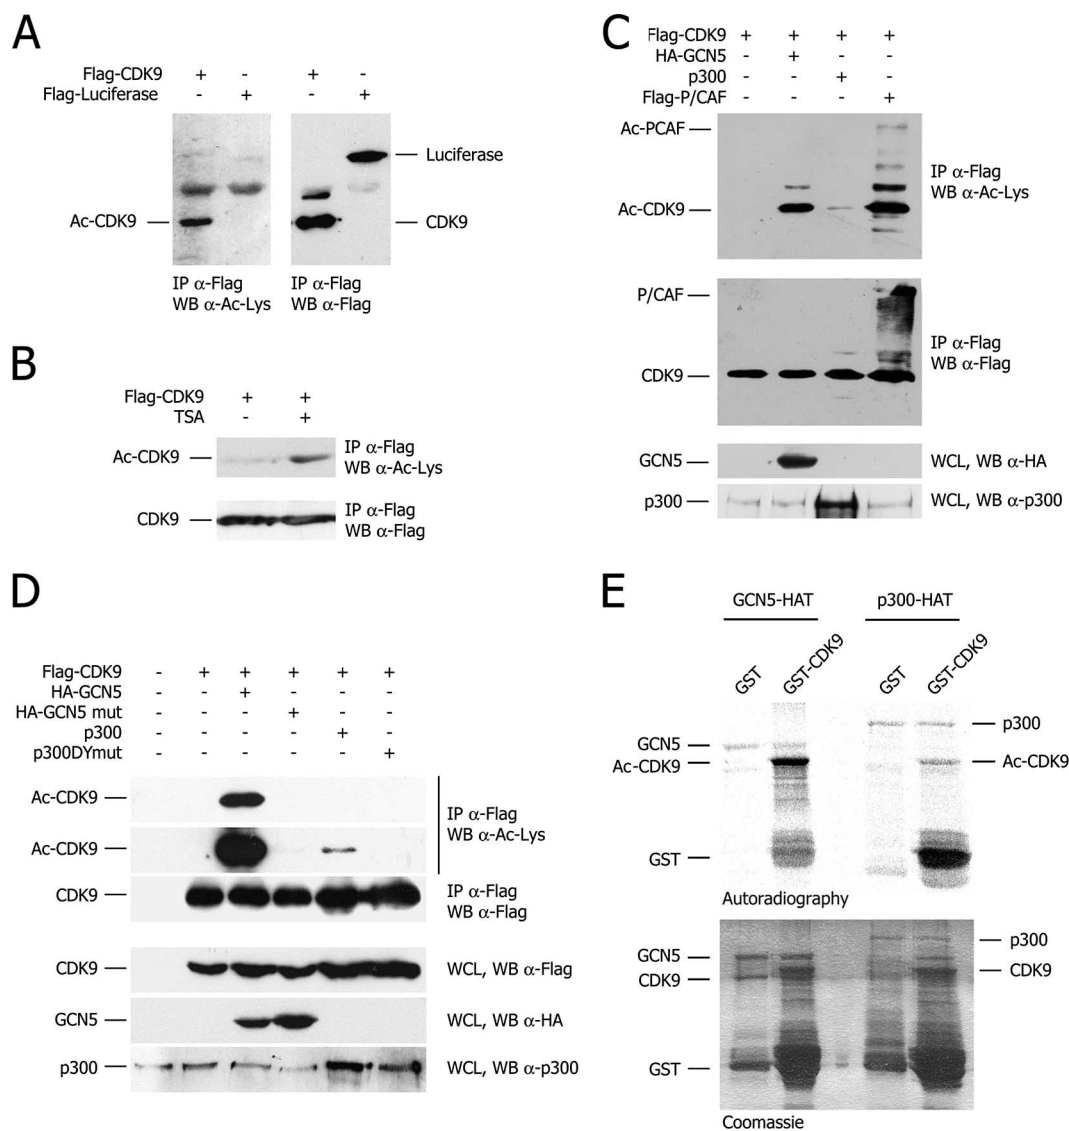 A
Flag-CDK9 + - + -
Flag-Luciferase - + - +
Luciferase
Ac-CDK9 CDK9
IP α-Flag IP α-Flag
WB α-Ac-Lys WB α-Flag
B
Flag-CDK9 + +
TSA - +
Ac-CDK9
IP α-Flag
WB α-Ac-Lys
CDK9
IP α-Flag
WB α-Flag
C
Flag-CDK9 + + + +
HA-GCN5 - + - -
p300 - - + -
Flag-P/CAF - - - +
Ac-PCAF
IP α-Flag
WB α-Ac-Lys
Ac-CDK9
P/CAF
IP α-Flag
WB α-Flag
CDK9
GCN5 WCL, WB α-HA
p300 WCL, WB α-p300
D
Flag-CDK9 - + + + + +
HA-GCN5 - - + - - -
HA-GCN5 mut - - - + - -
p300 - - - - + -
p300DYmut - - - - - +
Ac-CDK9
IP α-Flag
WB α-Ac-Lys
Ac-CDK9
CDK9
IP α-Flag
WB α-Flag
CDK9 WCL, WB α-Flag
GCN5 WCL, WB α-HA
p300 WCL, WB α-p300
E
GCN5-HAT p300-HAT
GST GST-CDK9 GST GST-CDK9
p300
GCN5
Ac-CDK9 Ac-CDK9
GST
Autoradiography
p300
GCN5
CDK9 CDK9
GST
Coomassie